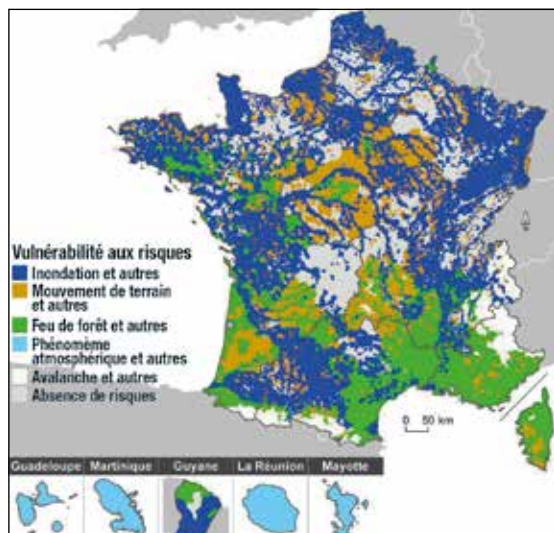 Vulnérabilité aux risques
Inondation et autres
Mouvement de terrain
et autres
Feu de forêt et autres
Phénomène
atmosphérique et autres
Avalanche et autres
Absence de risques
0 50 km
Guadeloupe Martinique Guyane La Réunion Mayotte